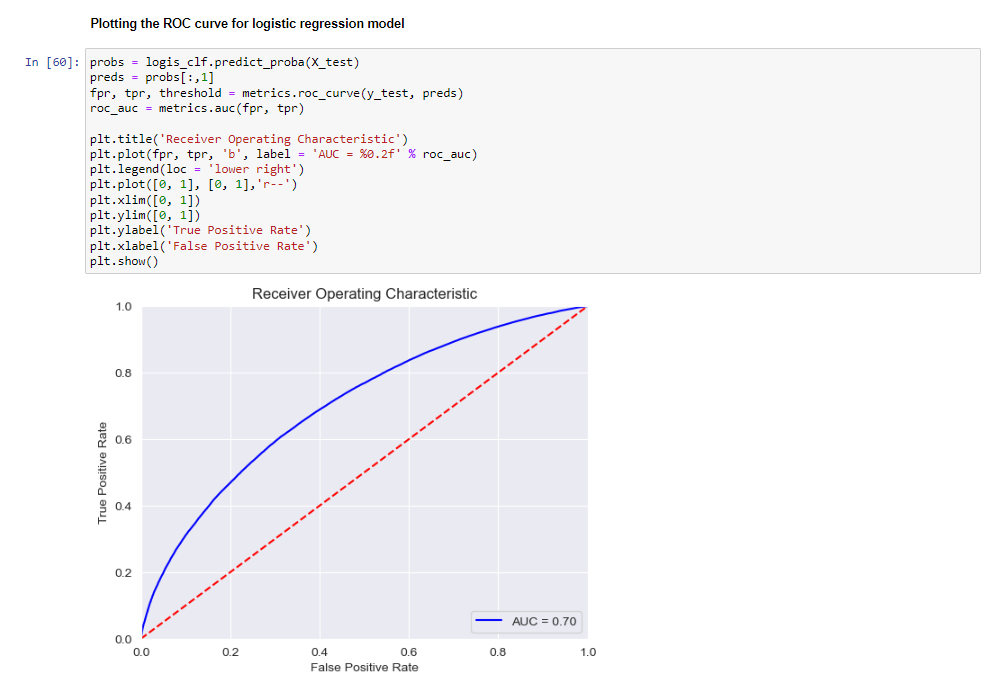 Plotting the ROC curve for logistic regression model
In [60]:
probs = logis_clf.predict_proba(X_test)
preds = probs[:,1]
fpr, tpr, threshold = metrics.roc_curve(y_test, preds)
roc_auc = metrics.auc(fpr, tpr)
plt.title('Receiver Operating Characteristic')
plt.plot(fpr, tpr, 'b', label = 'AUC = %0.2f' % roc_auc)
plt.legend(loc = 'lower right')
plt.plot([0, 1], [0, 1],'r--')
plt.xlim([0, 1])
plt.ylim([0, 1])
plt.ylabel('True Positive Rate')
plt.xlabel('False Positive Rate')
plt.show()
Receiver Operating Characteristic
1.0
0.8
0.6
0.4
0.2
0.0
True Positive Rate
AUC = 0.70
0.0 0.2 0.4 0.6 0.8 1.0
False Positive Rate